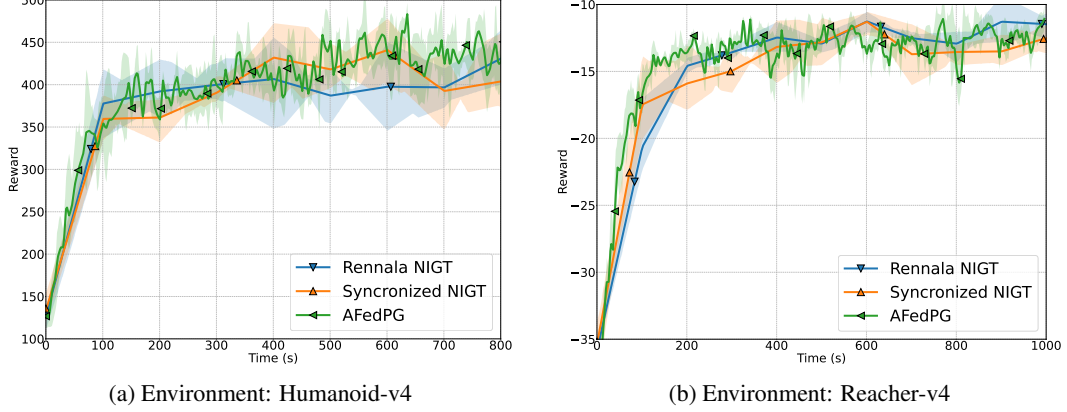 500
450
400
350
300
250
200
150
100
Reward
0 100 200 300 400 500 600 700 800
Time (s)
Rennala NIGT
Syncronized NIGT
AFedPG
(a) Environment: Humanoid-v4
−10
−15
−20
−25
−30
−35
Reward
0 200 400 600 800 1000
Time (s)
Rennala NIGT
Syncronized NIGT
AFedPG
(b) Environment: Reacher-v4